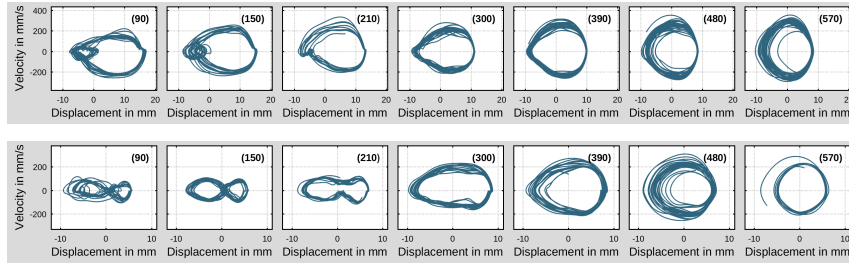 (90) (150) (210) (300) (390) (480) (570)
400
200
0
-200
Velocity in mm/s
-10 0 10 20 -10 0 10 20 -10 0 10 20 -10 0 10 20 -10 0 10 20 -10 0 10 20 -10 0 10 20
Displacement in mm Displacement in mm Displacement in mm Displacement in mm Displacement in mm Displacement in mm Displacement in mm
(90) (150) (210) (300) (390) (480) (570)
200
0
-200
Velocity in mm/s
-10 0 10 -10 0 10 -10 0 10 -10 0 10 -10 0 10 -10 0 10 -10 0 10
Displacement in mm Displacement in mm Displacement in mm Displacement in mm Displacement in mm Displacement in mm Displacement in mm